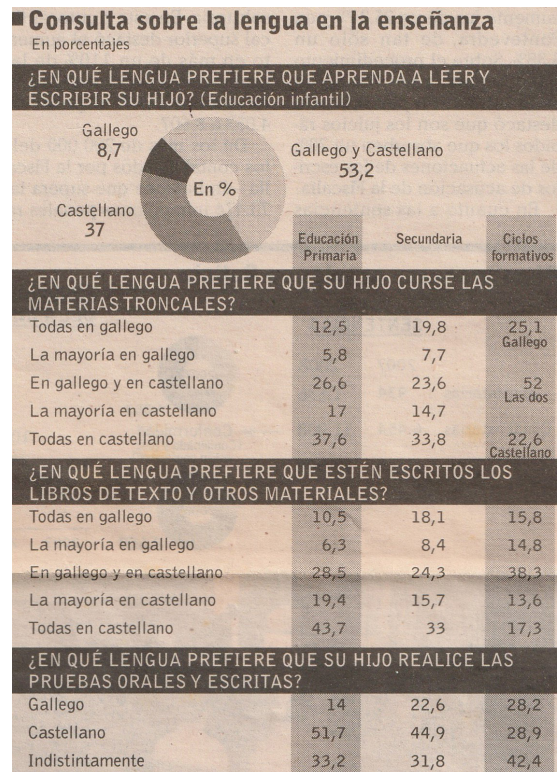 Consulta sobre la lengua en la enseñanza
En porcentajes
¿EN QUÉ LENGUA PREFIERE QUE APRENDA A LEER Y
ESCRIBIR SU HIJO? (Educación infantil)
Gallego
8,7
Gallego y Castellano
53,2
En %
Castellano
37
Educación Primaria Secundaria Ciclos formativos
¿EN QUÉ LENGUA PREFIERE QUE SU HIJO CURSE LAS
MATERIAS TRONCALES?
Todas en gallego 12,5 19,8 25,1
Gallego
La mayoría en gallego 5,8 7,7
En gallego y en castellano 26,6 23,6 52
Las dos
La mayoría en castellano 17 14,7
Todas en castellano 37,6 33,8 22,6
Castellano
¿EN QUÉ LENGUA PREFIERE QUE ESTÉN ESCRITOS LOS
LIBROS DE TEXTO Y OTROS MATERIALES?
Todas en gallego 10,5 18,1 15,8
La mayoría en gallego 6,3 8,4 14,8
En gallego y en castellano 28,5 24,3 38,3
La mayoría en castellano 19,4 15,7 13,6
Todas en castellano 43,7 33 17,3
¿EN QUÉ LENGUA PREFIERE QUE SU HIJO REALICE LAS
PRUEBAS ORALES Y ESCRITAS?
Gallego 14 22,6 28,2
Castellano 51,7 44,9 28,9
Indistintamente 33,2 31,8 42,4